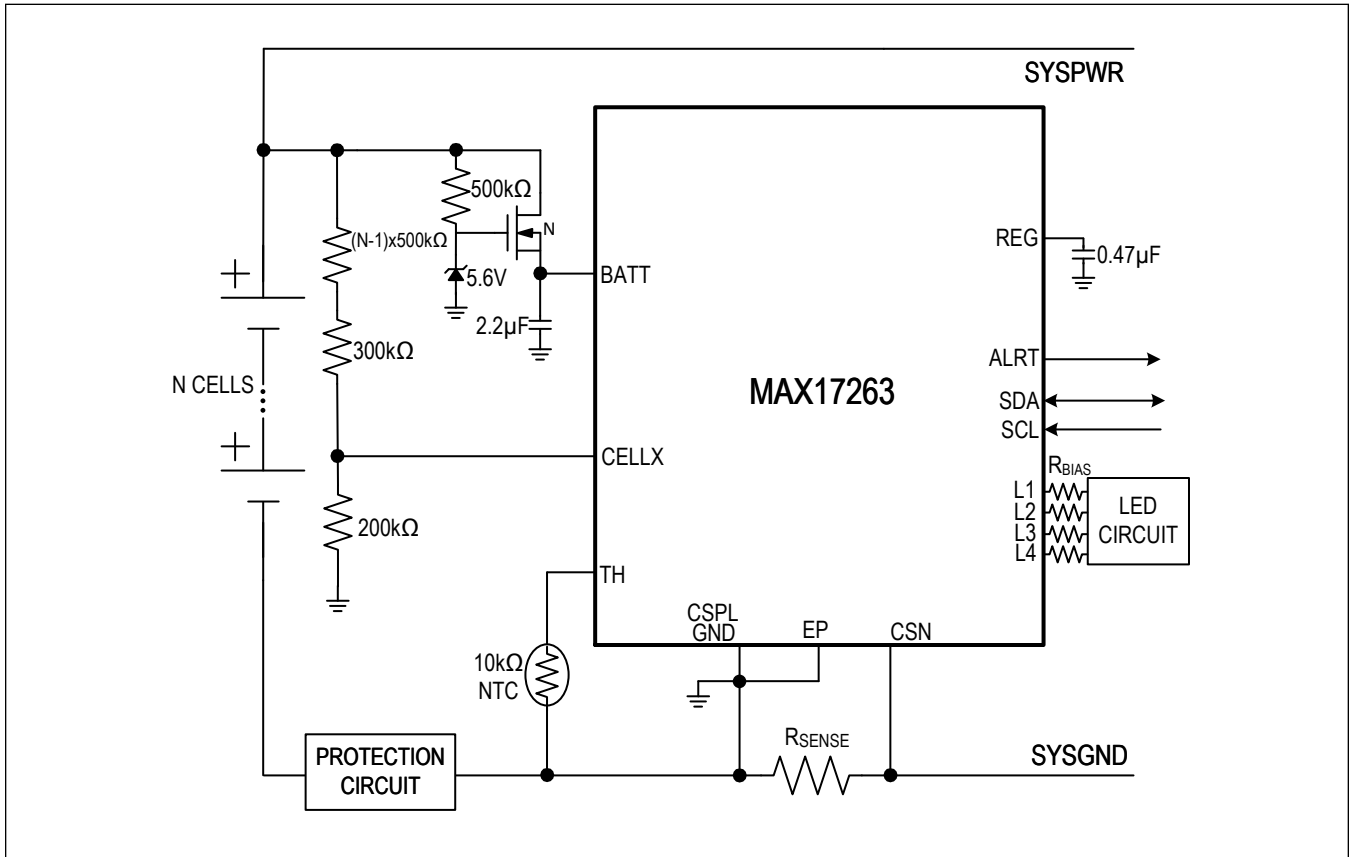 SYSPWR
500kΩ
N
(N-1)x500kΩ
REG
0.47µF
5.6V
BATT
2.2µF
300kΩ
ALRT
N CELLS
MAX17263
SDA
SCL
CELLX
RBIAS
L1
L2
L3
L4
LED
CIRCUIT
200kΩ
TH
CSPL
GND
EP
CSN
10kΩ
NTC
RSENSE
PROTECTION
CIRCUIT
SYSGND